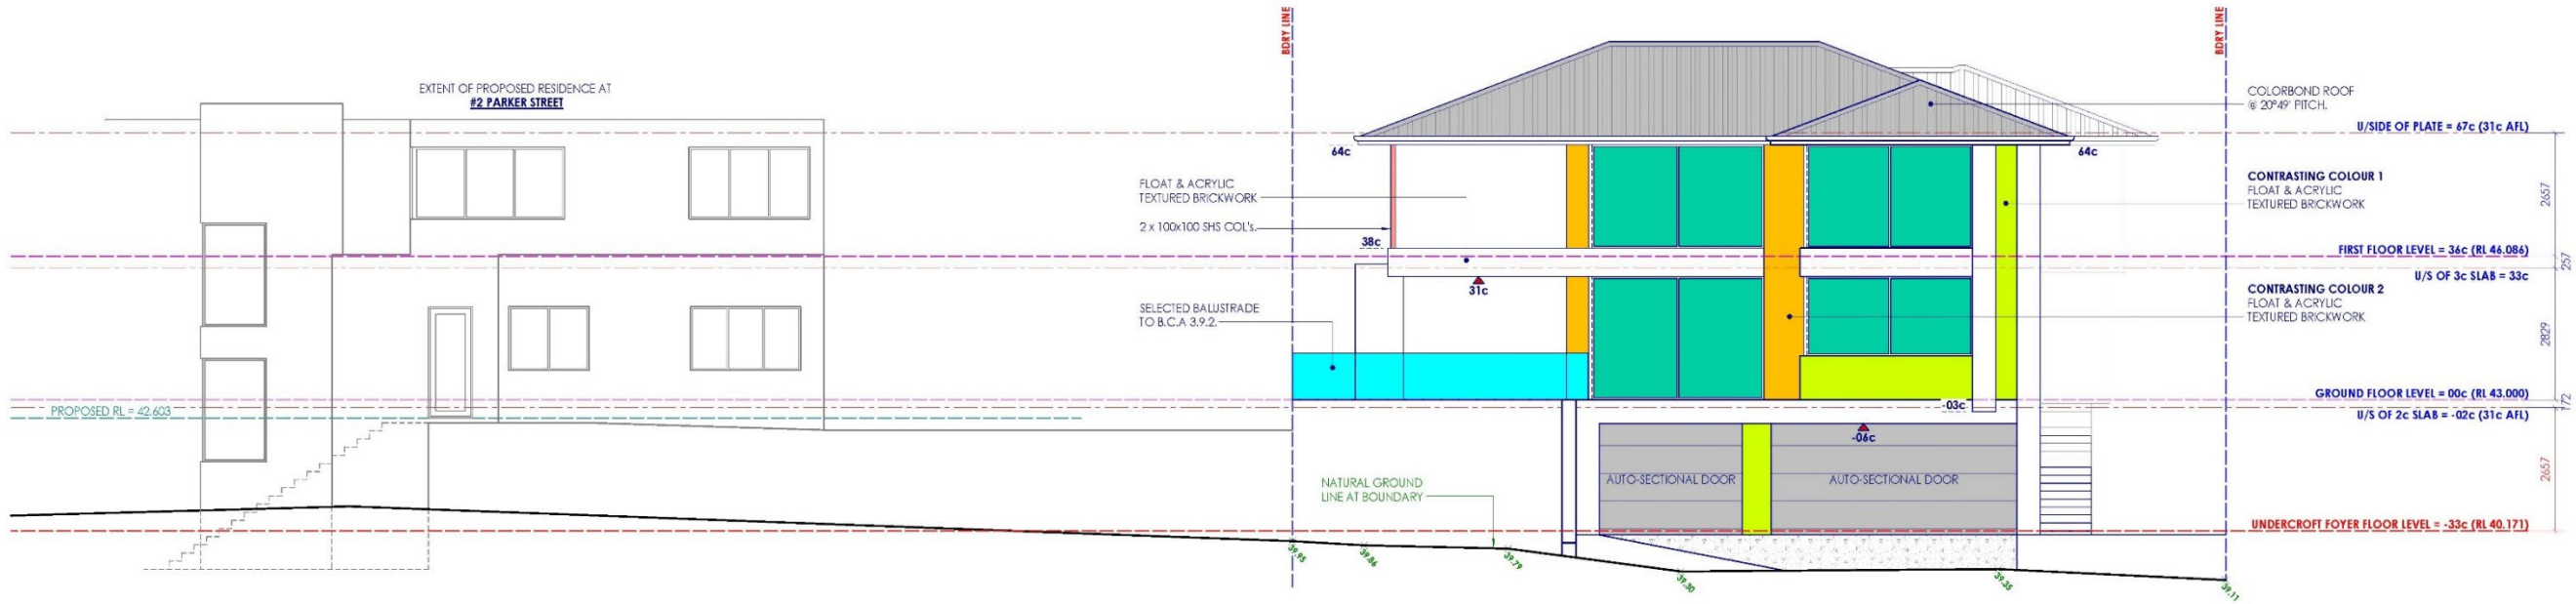 EXTENT OF PROPOSED RESIDENCE AT
#2 PARKER STREET
PROPOSED RL = 42.603
BDRY LINE
BDRY LINE
64c
64c
FLOAT & ACRYLIC
TEXTURED BRICKWORK
2 x 100x100 SHS COL's.
38c
31c
SELECTED BALUSTRADE
TO B.C.A 3.9.2.
-03c
-06c
AUTO-SECTIONAL DOOR
AUTO-SECTIONAL DOOR
NATURAL GROUND
LINE AT BOUNDARY
39.95
39.86
39.79
39.30
39.35
39.11
COLORBOND ROOF
@ 20°49' PITCH.
U/SIDE OF PLATE = 67c (31c AFL)
CONTRASTING COLOUR 1
FLOAT & ACRYLIC
TEXTURED BRICKWORK
FIRST FLOOR LEVEL = 36c (RL 46.086)
U/S OF 3c SLAB = 33c
CONTRASTING COLOUR 2
FLOAT & ACRYLIC
TEXTURED BRICKWORK
GROUND FLOOR LEVEL = 00c (RL 43.000)
U/S OF 2c SLAB = -02c (31c AFL)
UNDERCROFT FOYER FLOOR LEVEL = -33c (RL 40.171)
2657
257
2829
172
2657